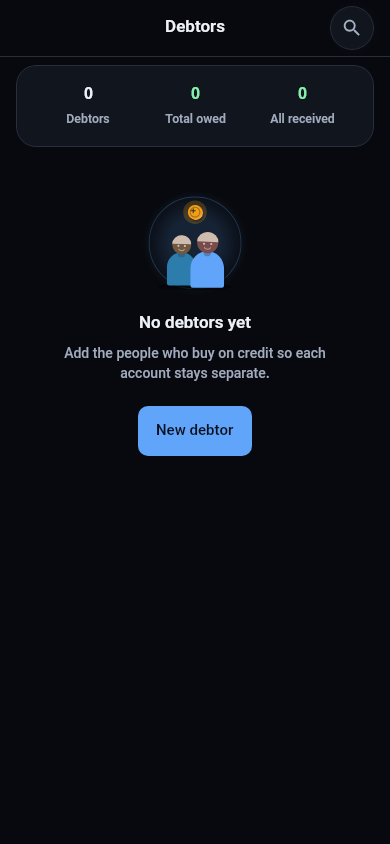 Debtors
0
0
0
Debtors
Total owed
All received
No debtors yet
Add the people who buy on credit so each
account stays separate.
New debtor